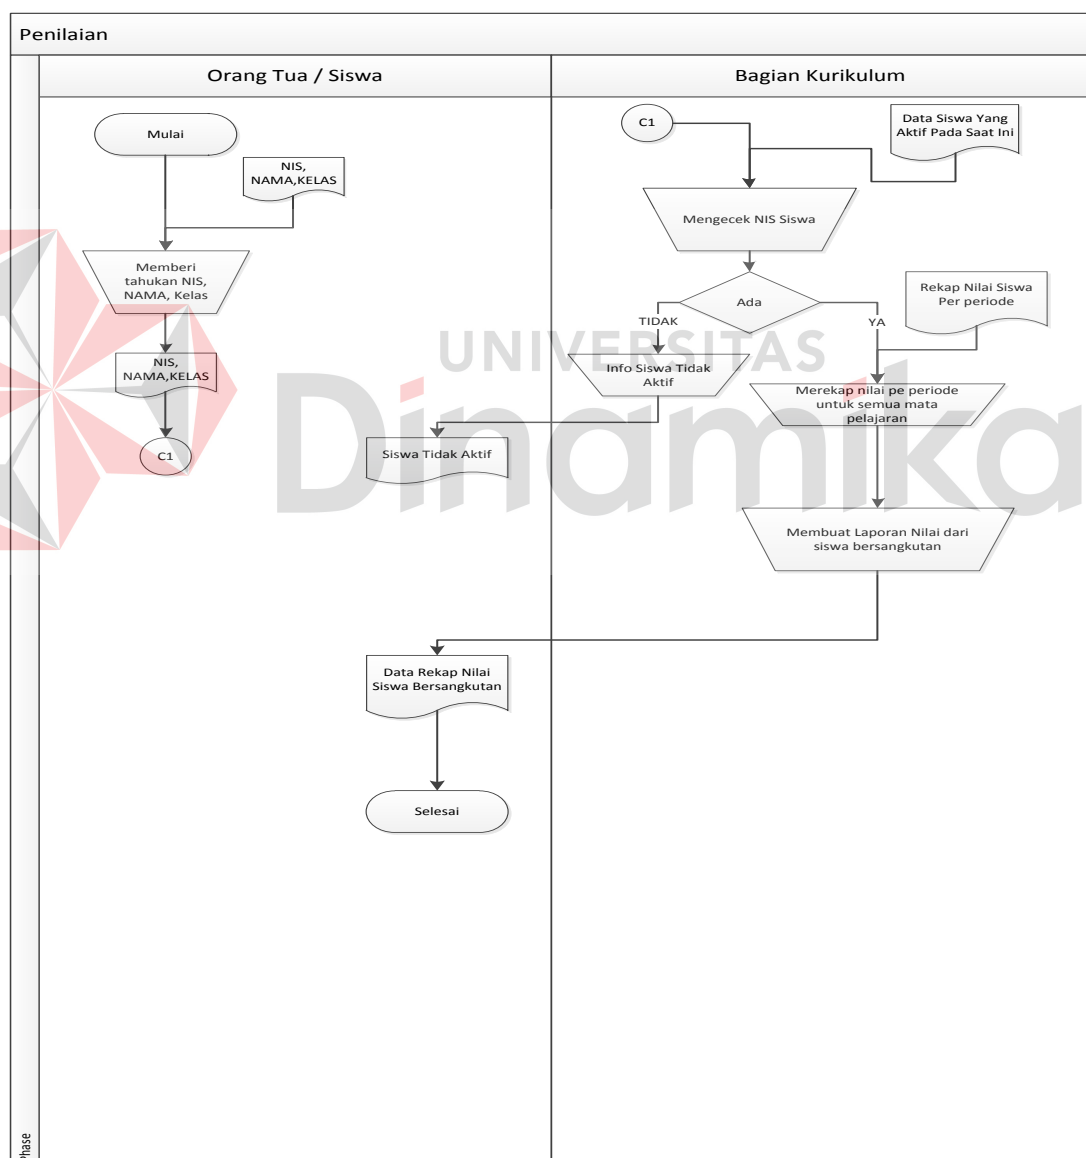 Penilaian
Orang Tua / Siswa
Bagian Kurikulum
Mulai
NIS,
NAMA,KELAS
Memberi
tahukan NIS,
NAMA, Kelas
NIS,
NAMA,KELAS
C1
C1
Data Siswa Yang
Aktif Pada Saat Ini
Mengecek NIS Siswa
Ada
TIDAK
YA
Rekap Nilai Siswa
Per periode
Info Siswa Tidak
Aktif
Merekap nilai pe periode
untuk semua mata
pelajaran
Siswa Tidak Aktif
Membuat Laporan Nilai dari
siswa bersangkutan
Data Rekap Nilai
Siswa Bersangkutan
Selesai
Phase
UNIVERSITAS
Dinamika